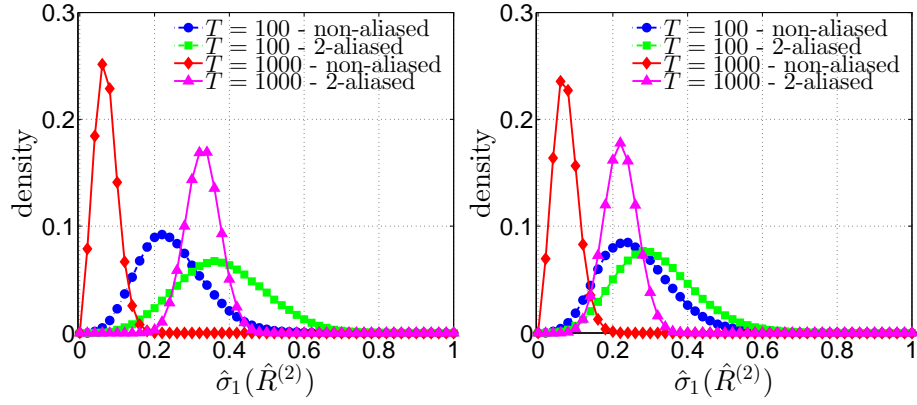 0.3
0.2
0.1
0
density
T = 100 - non-aliased
T = 100 - 2-aliased
T = 1000 - non-aliased
T = 1000 - 2-aliased
0 0.2 0.4 0.6 0.8 1
σ̂₁(R̂⁽²⁾)
0.3
0.2
0.1
0
density
T = 100 - non-aliased
T = 100 - 2-aliased
T = 1000 - non-aliased
T = 1000 - 2-aliased
0 0.2 0.4 0.6 0.8 1
σ̂₁(R̂⁽²⁾)